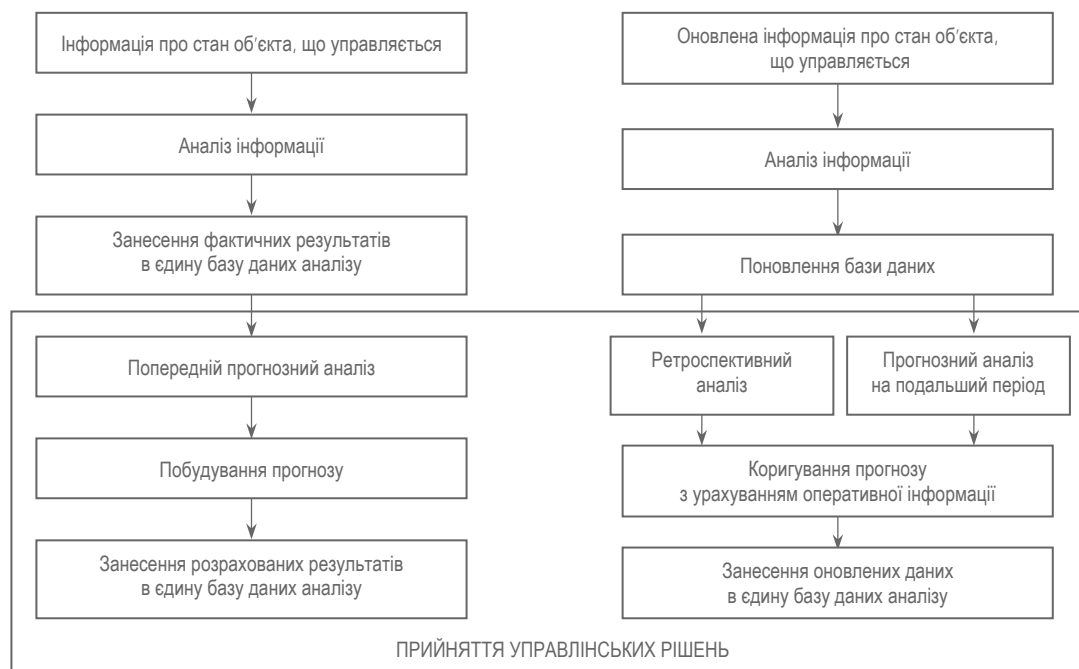 Інформація про стан об'єкта, що управляється
Аналіз інформації
Занесення фактичних результатів
в єдину базу даних аналізу
Попередній прогнозний аналіз
Побудування прогнозу
Занесення розрахованих результатів
в єдину базу даних аналізу
Оновлена інформація про стан об'єкта,
що управляється
Аналіз інформації
Поновлення бази даних
Ретроспективний
аналіз
Прогнозний аналіз
на подальший період
Коригування прогнозу
з урахуванням оперативної інформації
Занесення оновлених даних
в єдину базу даних аналізу
ПРИЙНЯТТЯ УПРАВЛІНСЬКИХ РІШЕНЬ